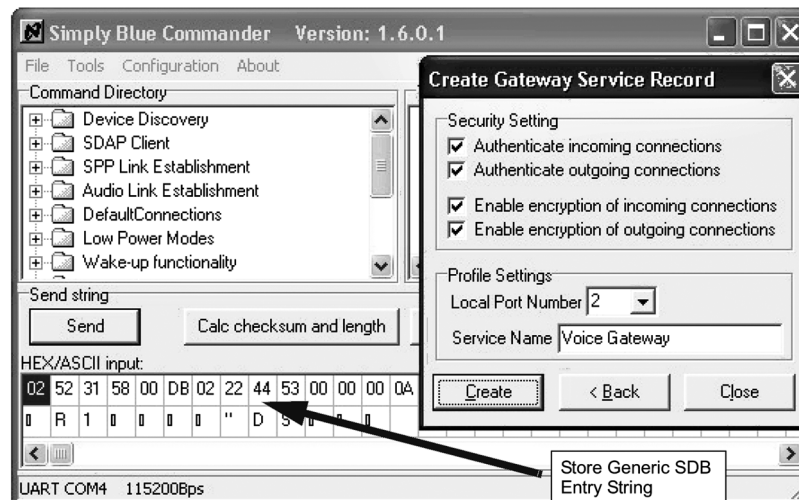 Simply Blue Commander Version: 1.6.0.1
File Tools Configuration About
Command Directory
Device Discovery
SDAP Client
SPP Link Establishment
Audio Link Establishment
DefaultConnections
Low Power Modes
Wake-up functionality
Send string
Send
Calc checksum and length
HEX/ASCII input:
02 52 31 58 00 DB 02 22 44 53 00 00 00 0A
R 1 " D S
UART COM4 115200Bps
Create Gateway Service Record
Security Setting
Authenticate incoming connections
Authenticate outgoing connections
Enable encryption of incoming connections
Enable encryption of outgoing connections
Profile Settings
Local Port Number 2
Service Name Voice Gateway
Create
< Back
Close
Store Generic SDB
Entry String